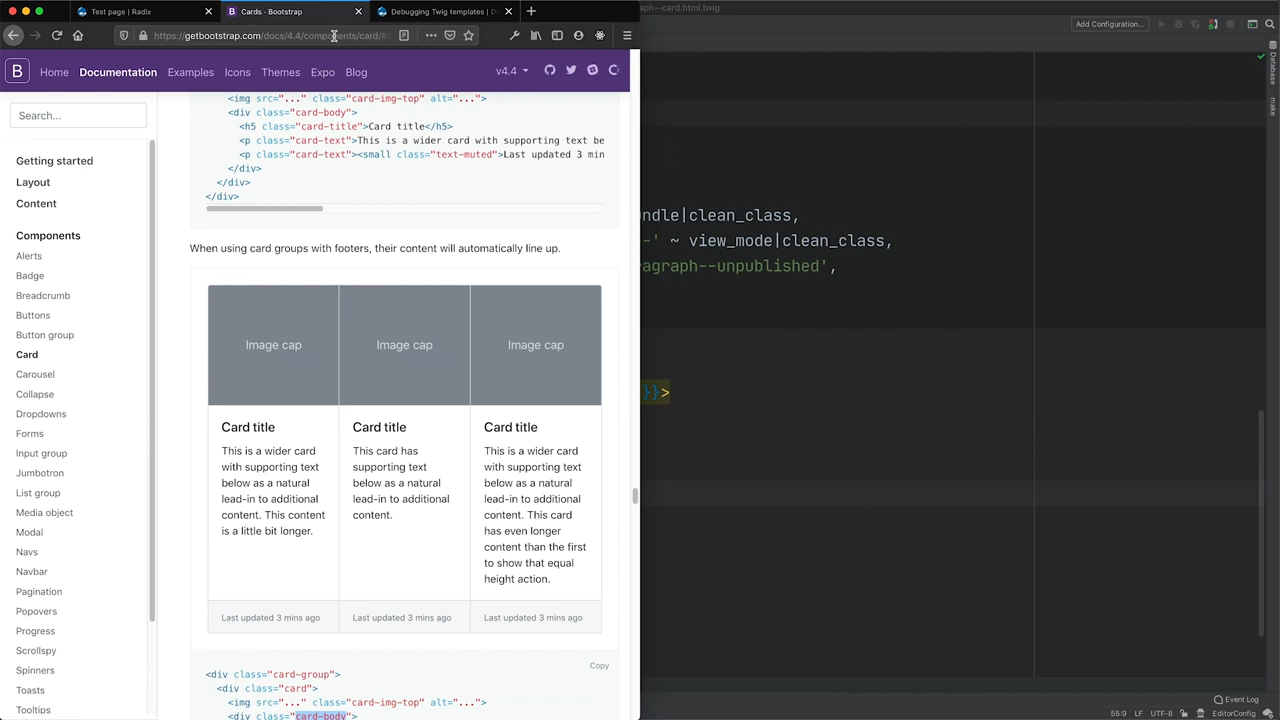 Test page | Radix
Cards · Bootstrap
Debugging Twig templates | D
graph--card.html.twig
https://getbootstrap.com/docs/4.4/components/card/#c
Add Configuration...
B
Home
Documentation
Examples
Icons
Themes
Expo
Blog
v4.4
Search...
Getting started
Layout
Content
Components
Alerts
Badge
Breadcrumb
Buttons
Button group
Card
Carousel
Collapse
Dropdowns
Forms
Input group
Jumbotron
List group
Media object
Modal
Navs
Navbar
Pagination
Popovers
Progress
Scrollspy
Spinners
Toasts
Tooltips
<img src="..." class="card-img-top" alt="...">
<div class="card-body">
<h5 class="card-title">Card title</h5>
<p class="card-text">This is a wider card with supporting text be
<p class="card-text"><small class="text-muted">Last updated 3 min
</div>
</div>
</div>
When using card groups with footers, their content will automatically line up.
Image cap
Card title
This is a wider card
with supporting text
below as a natural
lead-in to additional
content. This content
is a little bit longer.
Last updated 3 mins ago
Image cap
Card title
This card has
supporting text
below as a natural
lead-in to additional
content.
Last updated 3 mins ago
Image cap
Card title
This is a wider card
with supporting text
below as a natural
lead-in to additional
content. This card
has even longer
content than the first
to show that equal
height action.
Last updated 3 mins ago
Copy
<div class="card-group">
<div class="card">
<img src="..." class="card-img-top" alt="...">
<div class="card-body">
ndle|clean_class,
-' ~ view_mode|clean_class,
agraph--unpublished',
}}>
Database
make
Event Log
55:9 LF UTF-8 EditorConfig